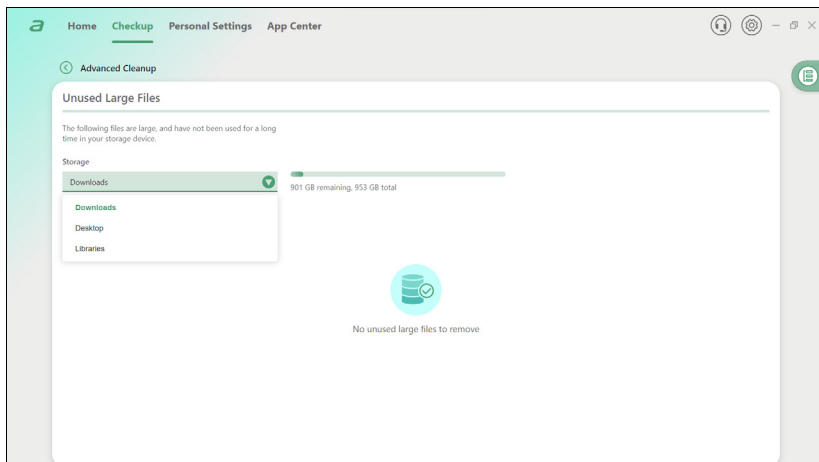 a Home Checkup Personal Settings App Center
Advanced Cleanup
Unused Large Files
The following files are large, and have not been used for a long
time in your storage device.
Storage
Downloads
901 GB remaining, 953 GB total
Downloads
Desktop
Libraries
No unused large files to remove